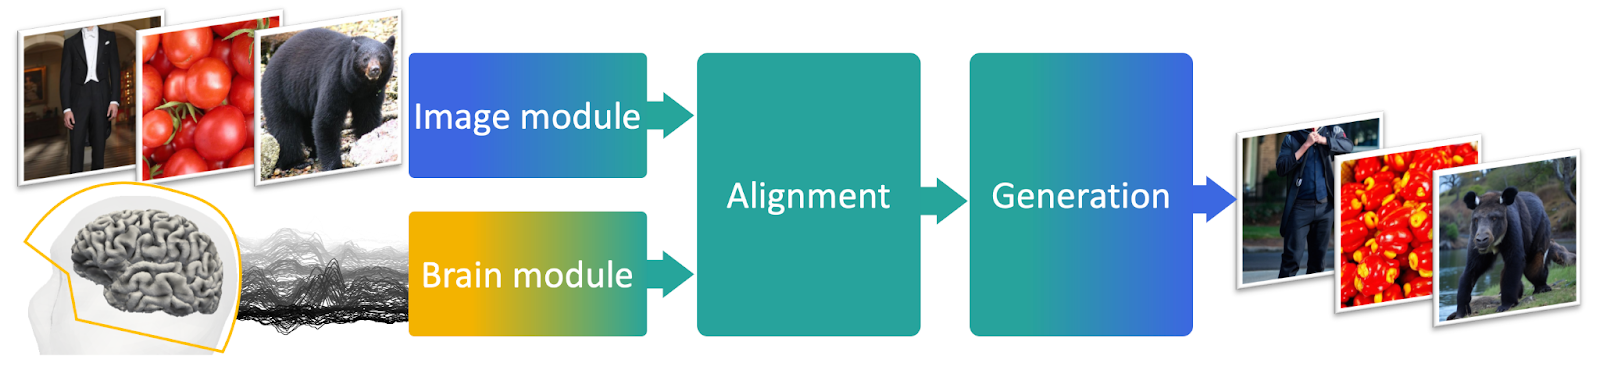 Image module
Brain module
Alignment
Generation